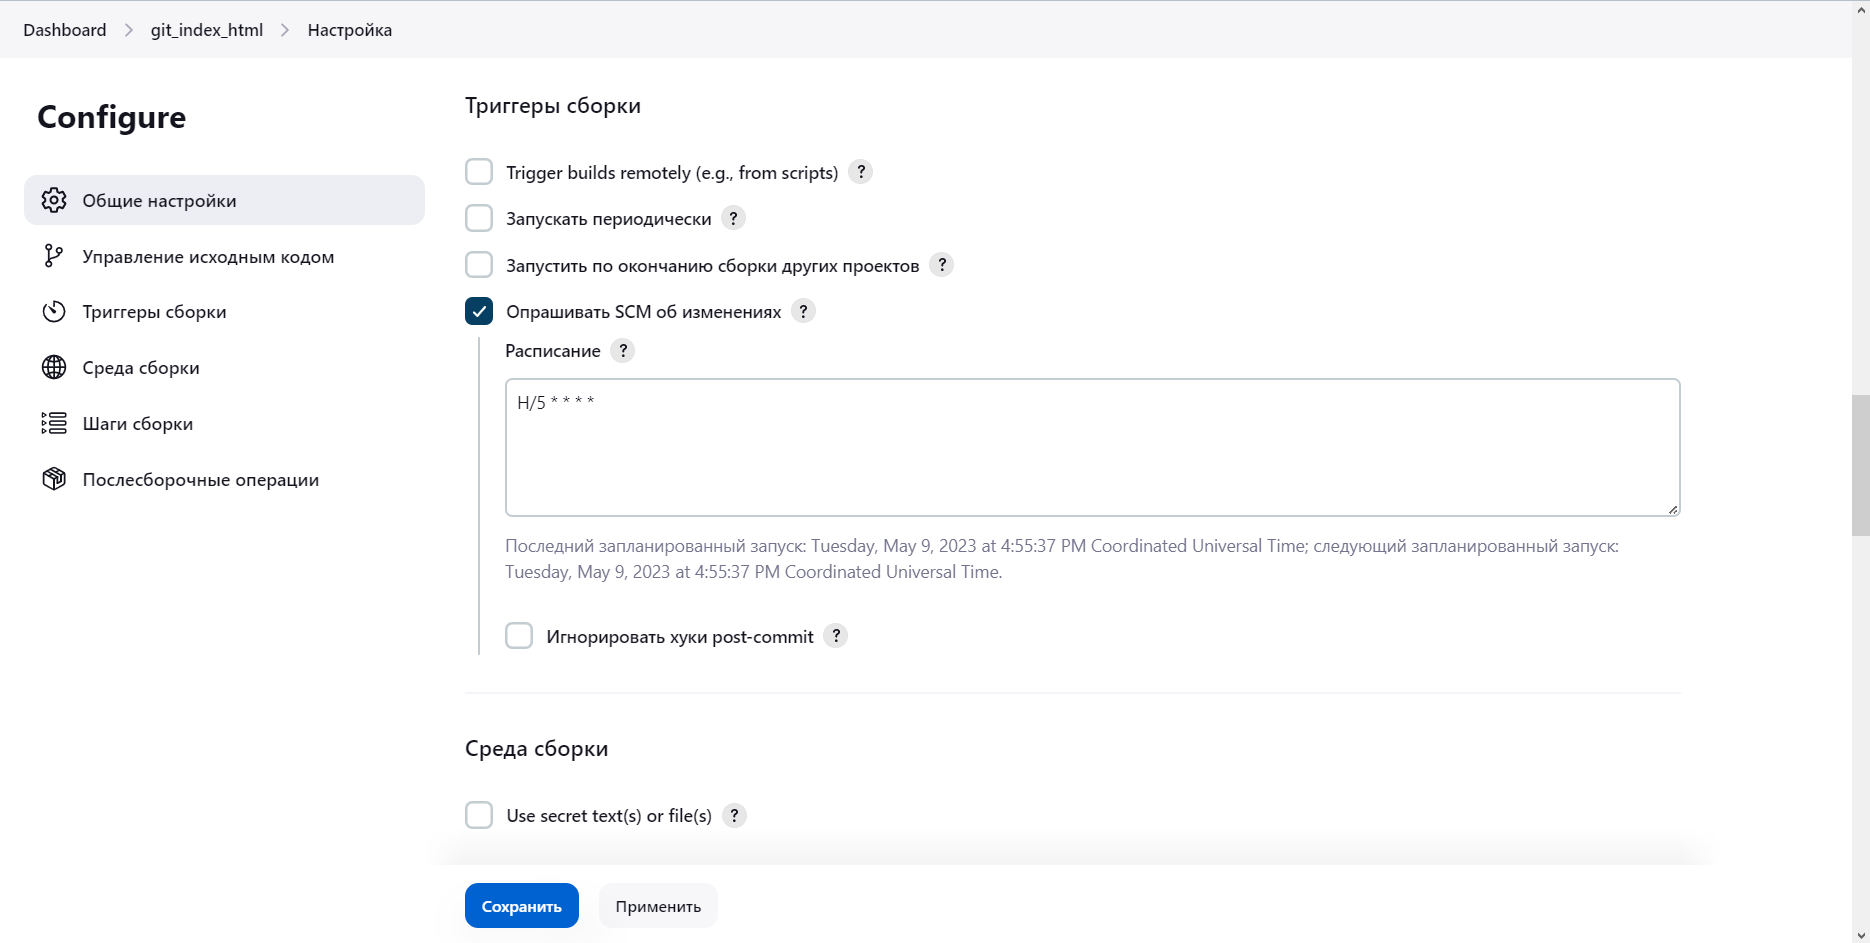 Dashboard
git_index_html
Настройка
Configure
Общие настройки
Управление исходным кодом
Триггеры сборки
Среда сборки
Шаги сборки
Послесборочные операции
Триггеры сборки
Trigger builds remotely (e.g., from scripts) ?
Запускать периодически ?
Запустить по окончанию сборки других проектов ?
Опрашивать SCM об изменениях ?
Расписание ?
H/5 * * * *
Последний запланированный запуск: Tuesday, May 9, 2023 at 4:55:37 PM Coordinated Universal Time; следующий запланированный запуск:
Tuesday, May 9, 2023 at 4:55:37 PM Coordinated Universal Time.
Игнорировать хуки post-commit ?
Среда сборки
Use secret text(s) or file(s) ?
Сохранить
Применить